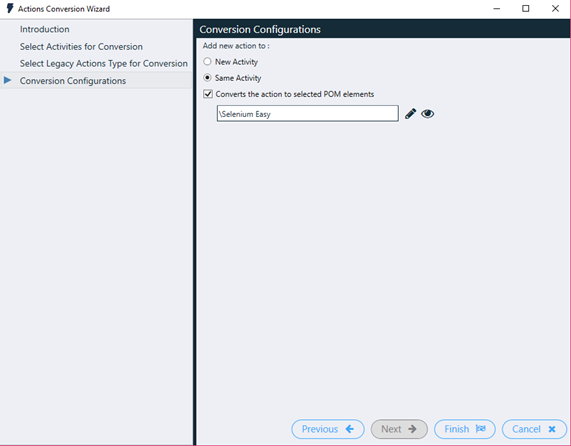 Actions Conversion Wizard
Introduction
Select Activities for Conversion
Select Legacy Actions Type for Conversion
Conversion Configurations
Conversion Configurations
Add new action to :
New Activity
Same Activity
Converts the action to selected POM elements
\Selenium Easy
Previous
Next
Finish
Cancel